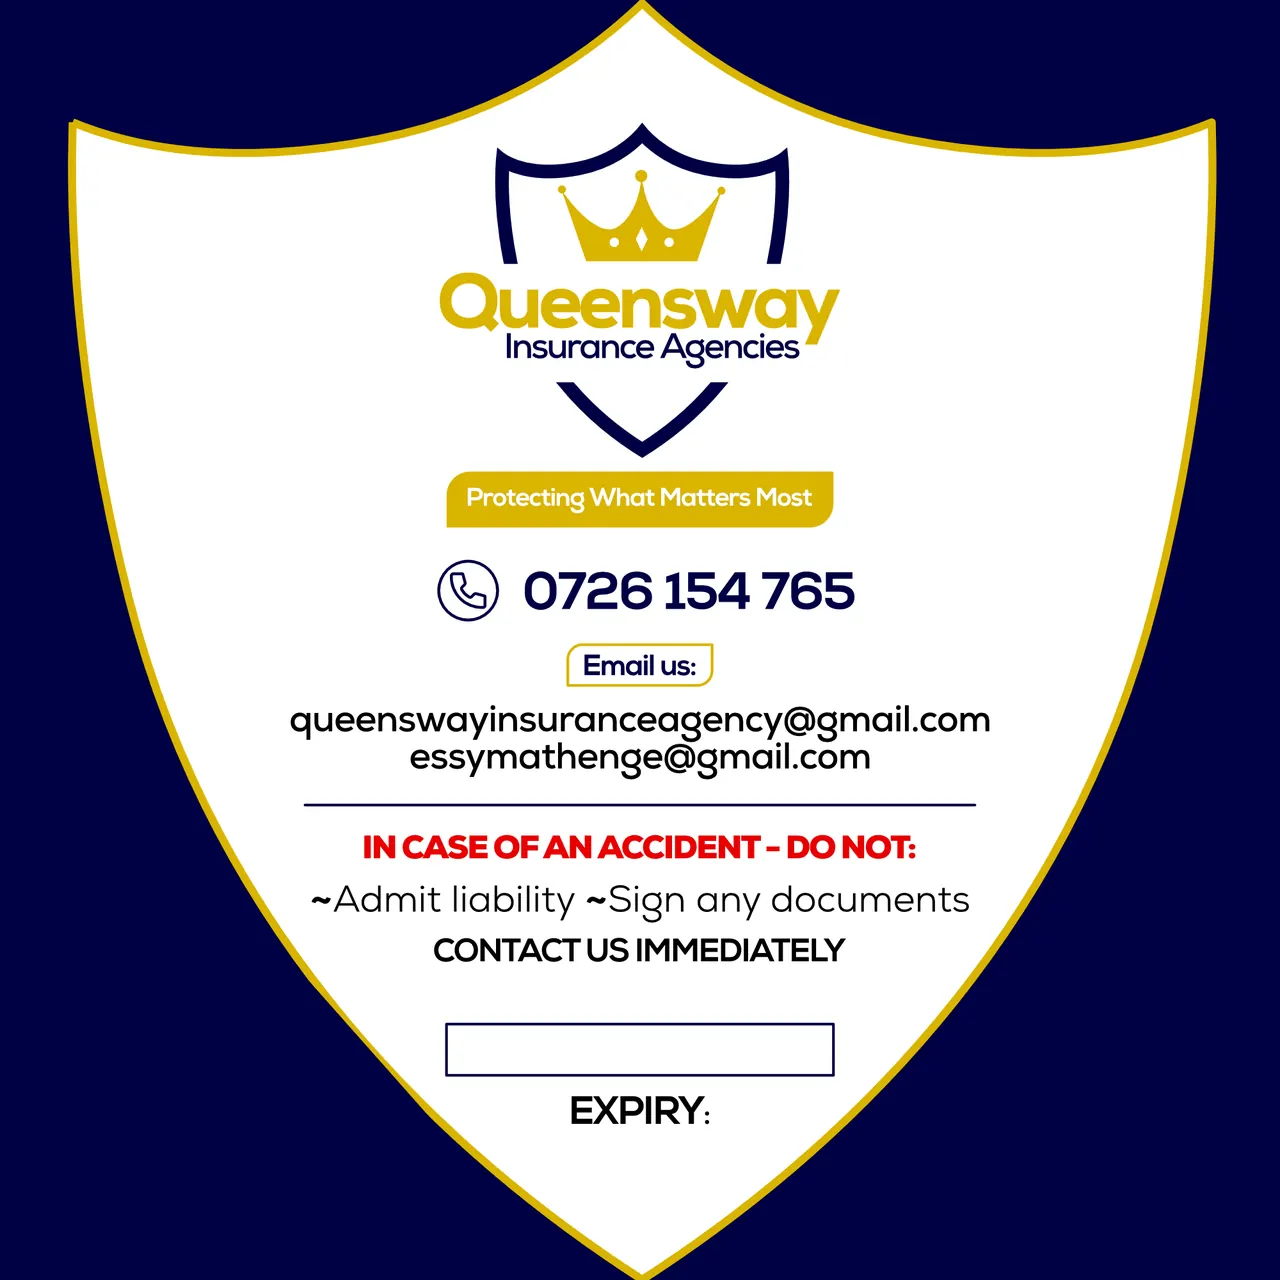 Queensway
Insurance Agencies
Protecting What Matters Most
0726 154 765
Email us:
queenswayinsuranceagency@gmail.com
essymathenge@gmail.com
IN CASE OF AN ACCIDENT - DO NOT:
~Admit liability ~Sign any documents
CONTACT US IMMEDIATELY
EXPIRY: